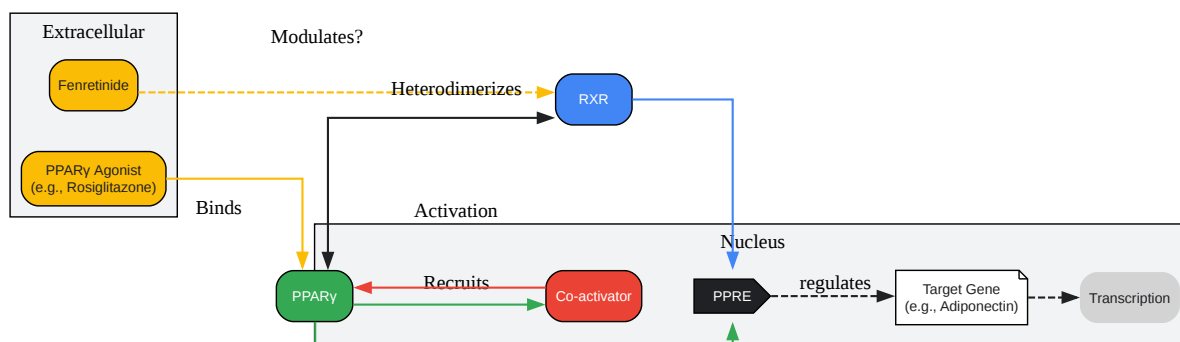 Extracellular
Modulates?
Fenretinide
Heterodimerizes
RXR
PPARγ Agonist
(e.g., Rosiglitazone)
Binds
Activation
Nucleus
PPARγ
Recruits
Co-activator
PPRE
regulates
Target Gene
(e.g., Adiponectin)
Transcription